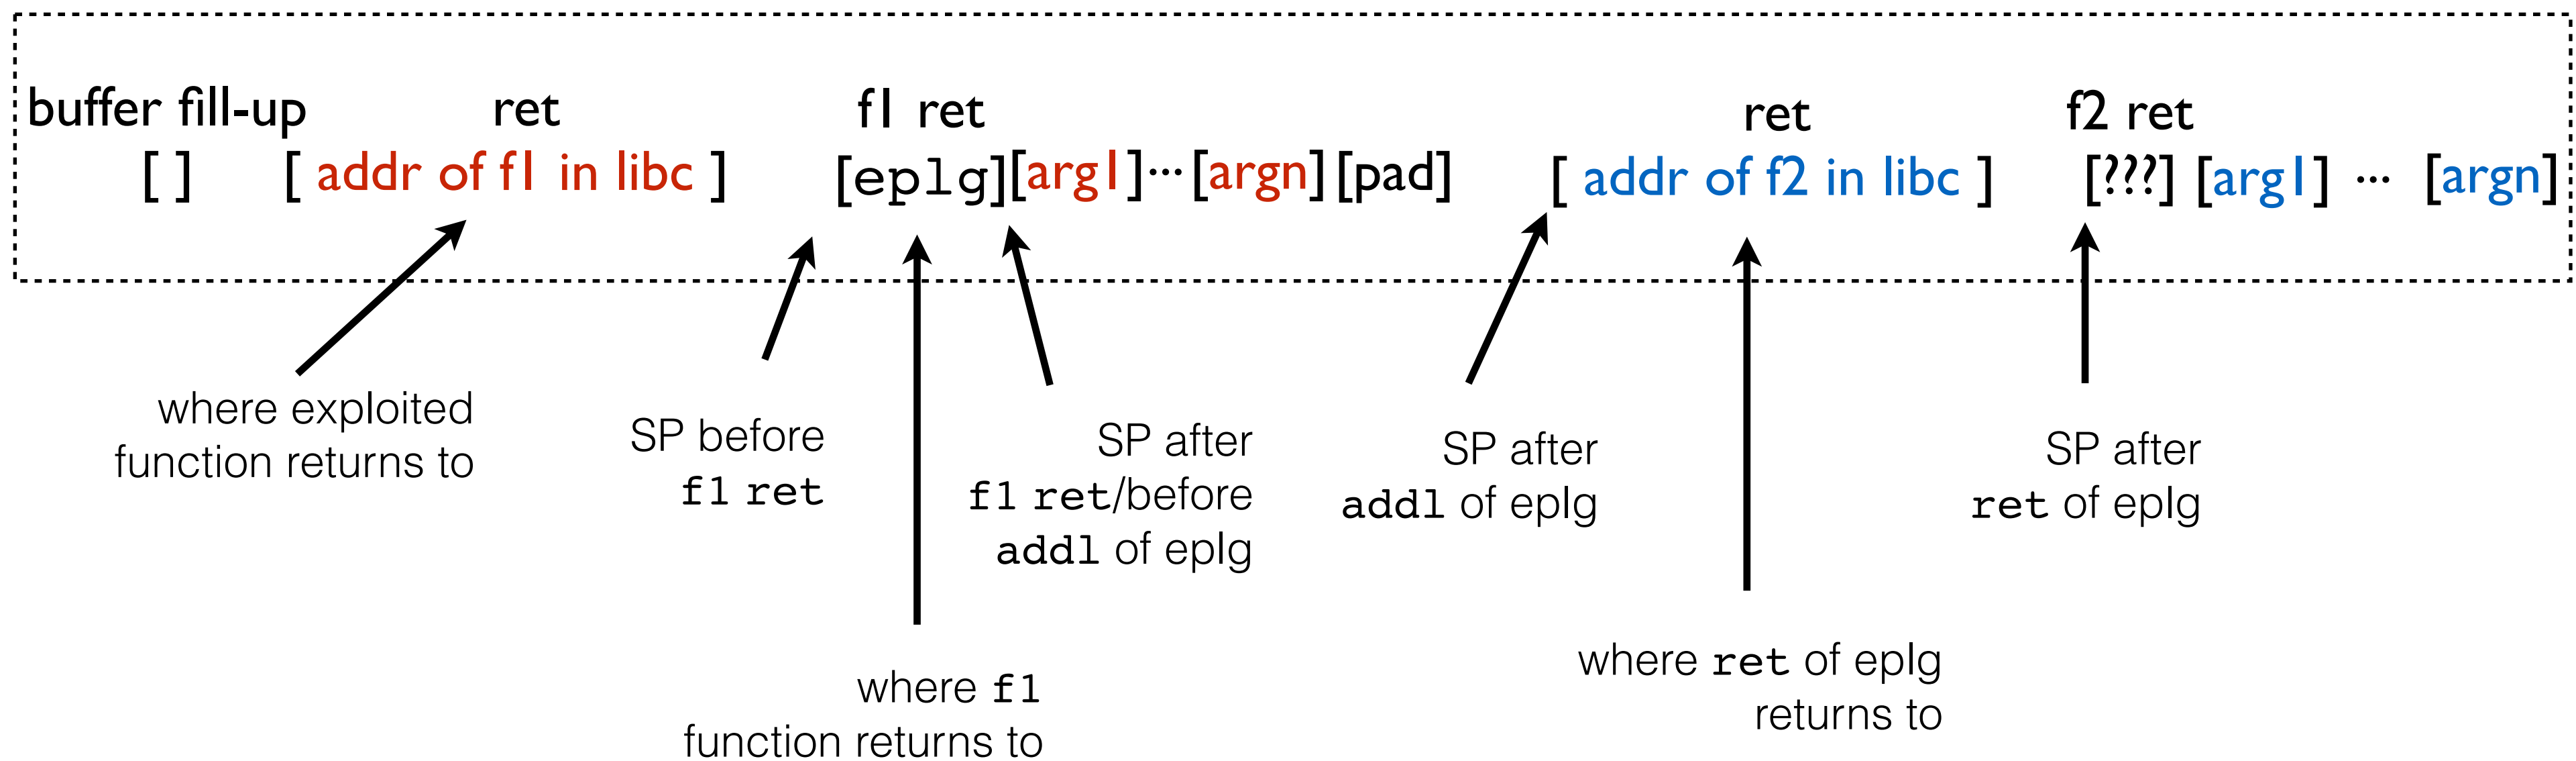 buffer fill-up ret f1 ret ret f2 ret
[ ] [ addr of f1 in libc ] [eplg][arg1]···[argn][pad] [ addr of f2 in libc ] [???] [arg1] ··· [argn]
where exploited
function returns to
SP before
f1 ret
SP after
f1 ret/before
addl of eplg
SP after
addl of eplg
SP after
ret of eplg
where f1
function returns to
where ret of eplg
returns to